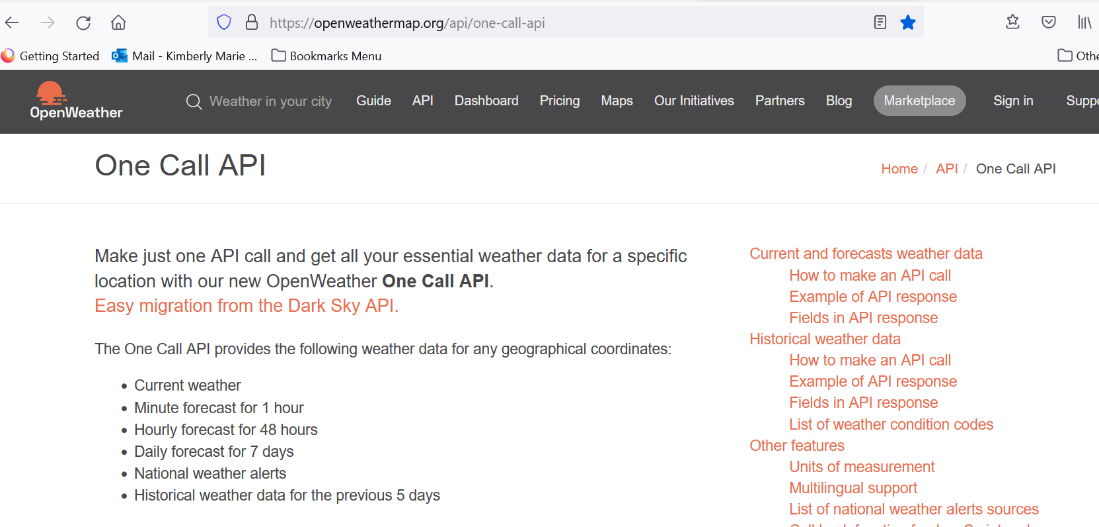 https://openweathermap.org/api/one-call-api
Getting Started Mail - Kimberly Marie ... Bookmarks Menu Othe
OpenWeather Weather in your city Guide API Dashboard Pricing Maps Our Initiatives Partners Blog Marketplace Sign in Suppo
One Call API
Home / API / One Call API
Make just one API call and get all your essential weather data for a specific
location with our new OpenWeather One Call API.
Easy migration from the Dark Sky API.
The One Call API provides the following weather data for any geographical coordinates:
• Current weather
• Minute forecast for 1 hour
• Hourly forecast for 48 hours
• Daily forecast for 7 days
• National weather alerts
• Historical weather data for the previous 5 days
Current and forecasts weather data
How to make an API call
Example of API response
Fields in API response
Historical weather data
How to make an API call
Example of API response
Fields in API response
List of weather condition codes
Other features
Units of measurement
Multilingual support
List of national weather alerts sources